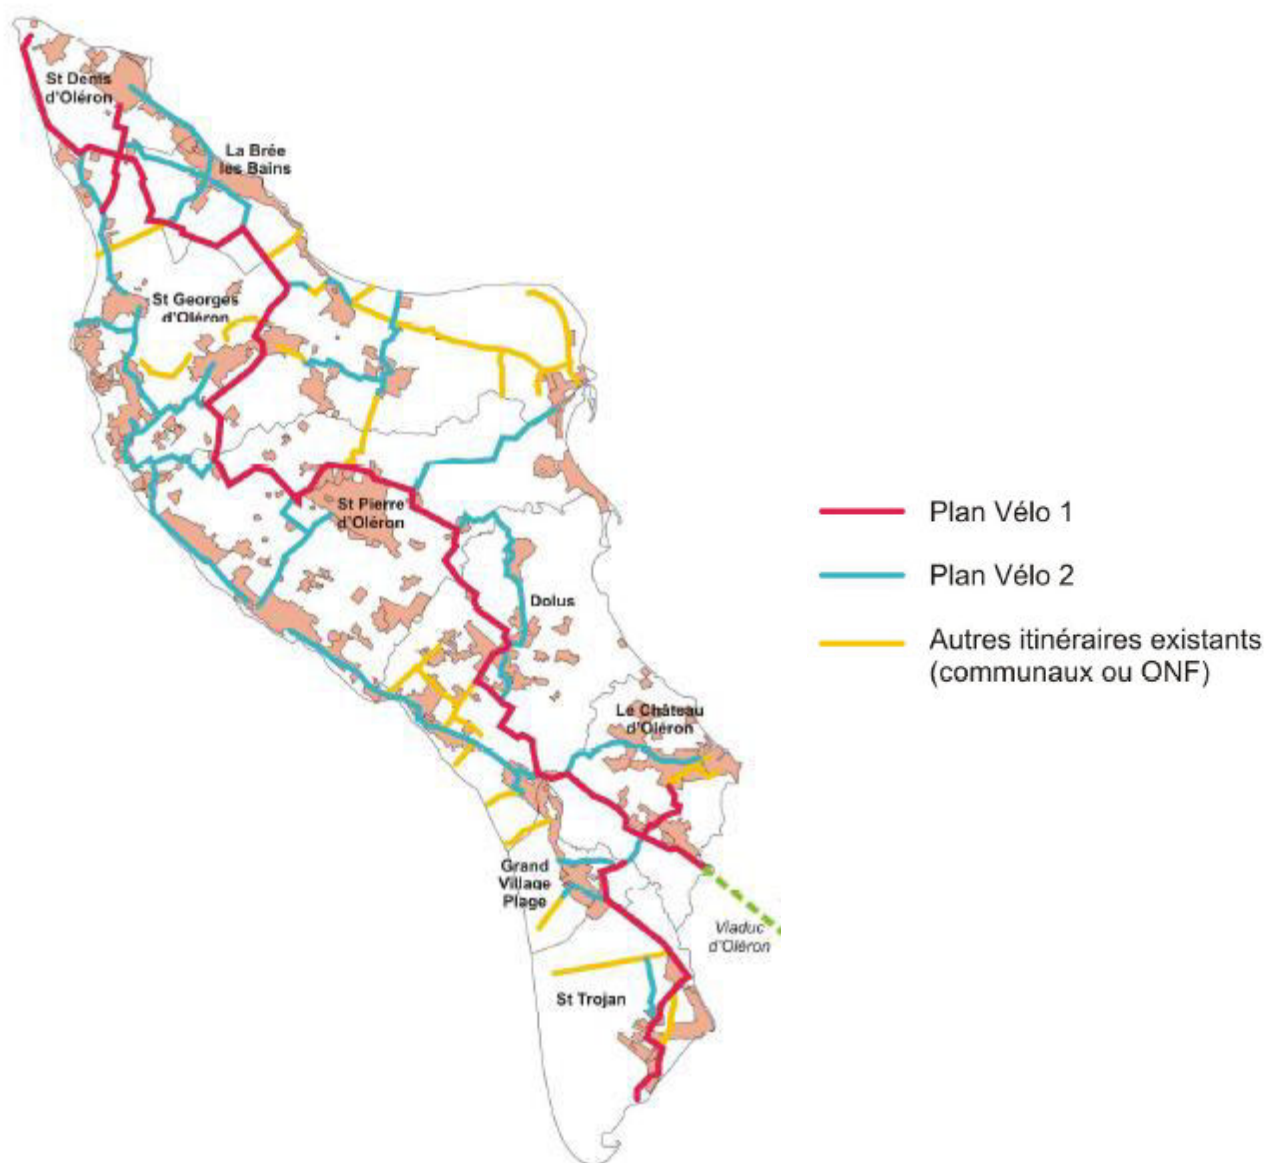 St Denis
d'Oléron
La Brée
les Bains
St Georges
d'Oléron
St Pierre
d'Oléron
Dolus
Le Château
d'Oléron
Grand
Village
Plage
Viaduc
d'Oléron
St Trojan
Plan Vélo 1
Plan Vélo 2
Autres itinéraires existants
(communaux ou ONF)